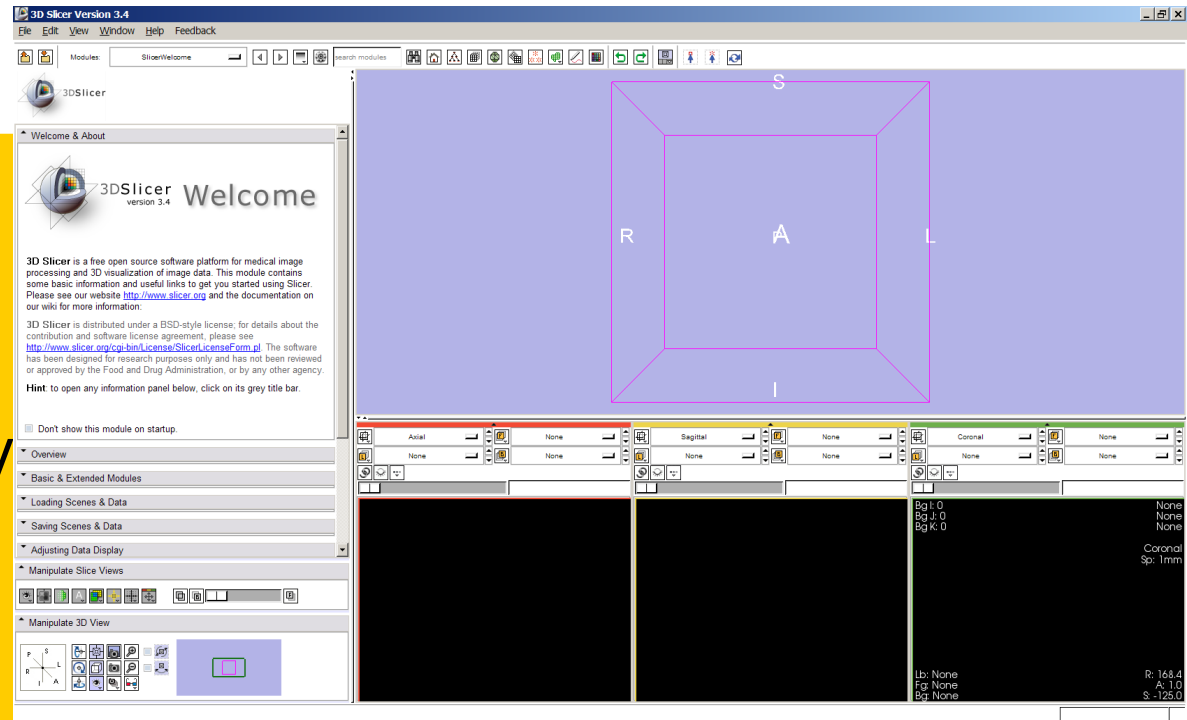 3D Slicer Version 3.4
File Edit View Window Help Feedback
Modules: SlicerWelcome search modules
3DSlicer
Welcome & About
3DSlicer version 3.4 Welcome
3D Slicer is a free open source software platform for medical image
processing and 3D visualization of image data. This module contains
some basic information and useful links to get you started using Slicer.
Please see our website http://www.slicer.org and the documentation on
our wiki for more information:
3D Slicer is distributed under a BSD-style license; for details about the
contribution and software license agreement, please see
http://www.slicer.org/cgi-bin/License/SlicerLicenseForm.pl. The software
has been designed for research purposes only and has not been reviewed
or approved by the Food and Drug Administration, or by any other agency.
Hint: to open any information panel below, click on its grey title bar.
Don't show this module on startup.
Overview
Basic & Extended Modules
Loading Scenes & Data
Saving Scenes & Data
Adjusting Data Display
Manipulate Slice Views
Manipulate 3D View
P S
R L
I A
S
R A P L
I
Axial None
None None
Sagittal None
None None
Coronal None
None None
Bg I: 0 None
Bg J: 0 None
Bg K: 0 None
Coronal
Sp: 1mm
Lb: None R: 168.4
Fg: None A: 1.0
Bg: None S: -125.0